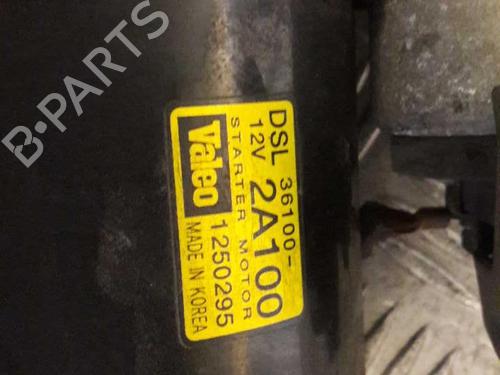 B-PARTS
DSL 36100-
12V 2A100
STARTER MOTOR
Valeo 1250295
MADE IN KOREA